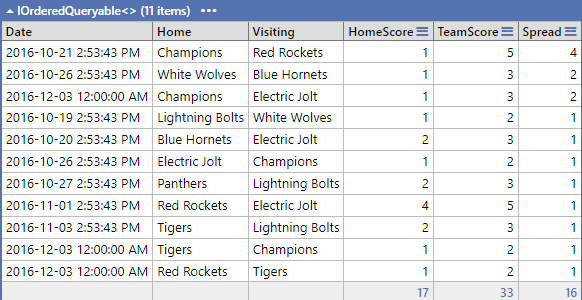 IOrderedQueryable<> (11 items) •••
Date Home Visiting HomeScore TeamScore Spread
2016-10-21 2:53:43 PM Champions Red Rockets 1 5 4
2016-10-26 2:53:43 PM White Wolves Blue Hornets 1 3 2
2016-12-03 12:00:00 AM Champions Electric Jolt 1 3 2
2016-10-19 2:53:43 PM Lightning Bolts White Wolves 1 2 1
2016-10-20 2:53:43 PM Blue Hornets Electric Jolt 2 3 1
2016-10-26 2:53:43 PM Electric Jolt Champions 1 2 1
2016-10-27 2:53:43 PM Panthers Lightning Bolts 2 3 1
2016-11-01 2:53:43 PM Red Rockets Electric Jolt 4 5 1
2016-11-03 2:53:43 PM Tigers Lightning Bolts 2 3 1
2016-12-03 12:00:00 AM Tigers Champions 1 2 1
2016-12-03 12:00:00 AM Red Rockets Tigers 1 2 1
17 33 16